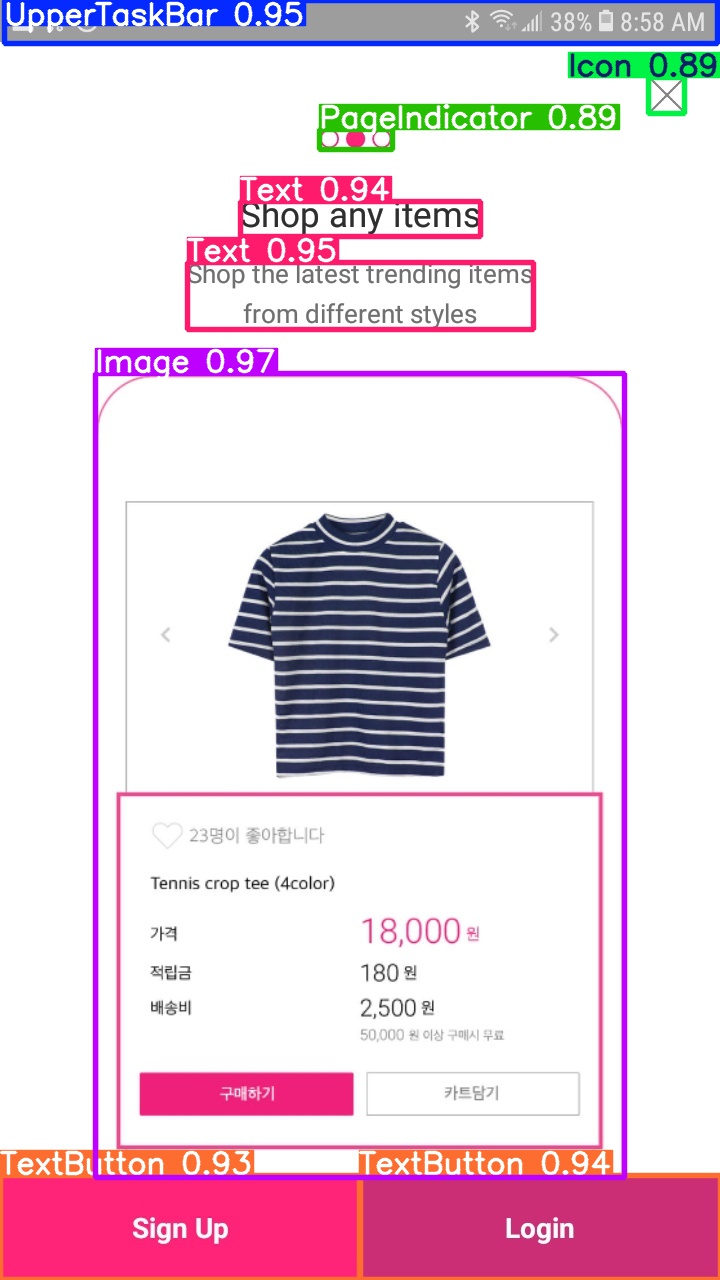 UpperTaskBar 0.95
38% 8:58 AM
Icon 0.89
PageIndicator 0.89
Text 0.94
Shop any items
Text 0.95
Shop the latest trending items
from different styles
Image 0.97
23명이 좋아합니다
Tennis crop tee (4color)
가격 18,000 원
적립금 180 원
배송비 2,500 원
50,000 원 이상 구매시 무료
구매하기 카트담기
TextButton 0.93 TextButton 0.94
Sign Up Login